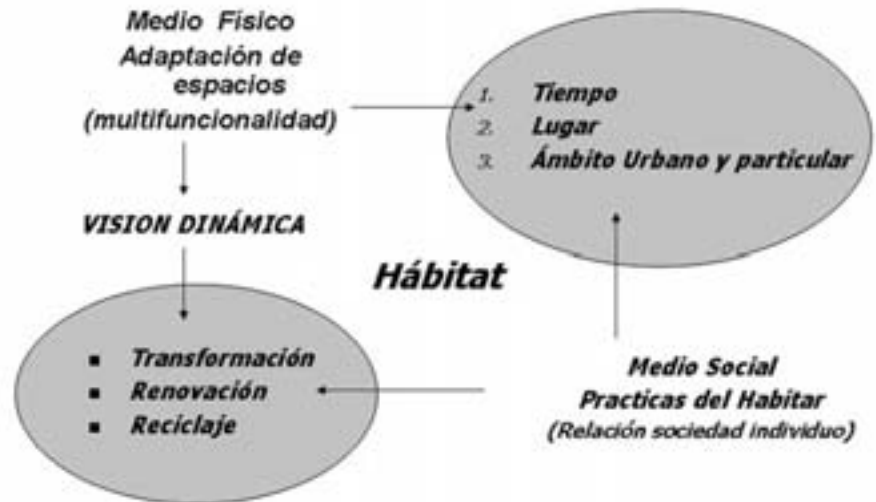 Medio Físico
Adaptación de
espacios
(multifuncionalidad)
1. Tiempo
2. Lugar
3. Ámbito Urbano y particular
VISION DINÁMICA
Hábitat
■ Transformación
■ Renovación
■ Reciclaje
Medio Social
Practicas del Habitar
(Relación sociedad individuo)